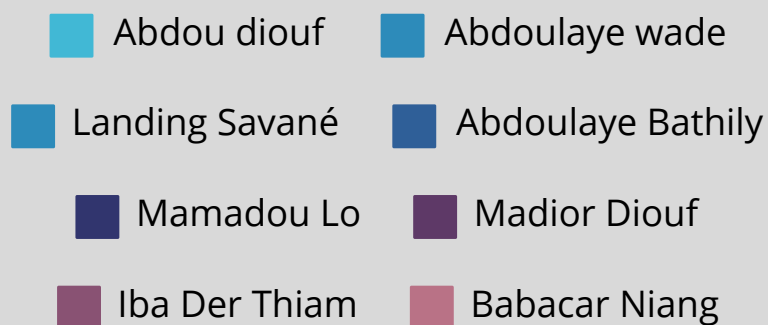 Abdou diouf Abdoulaye wade
Landing Savané Abdoulaye Bathily
Mamadou Lo Madior Diouf
Iba Der Thiam Babacar Niang